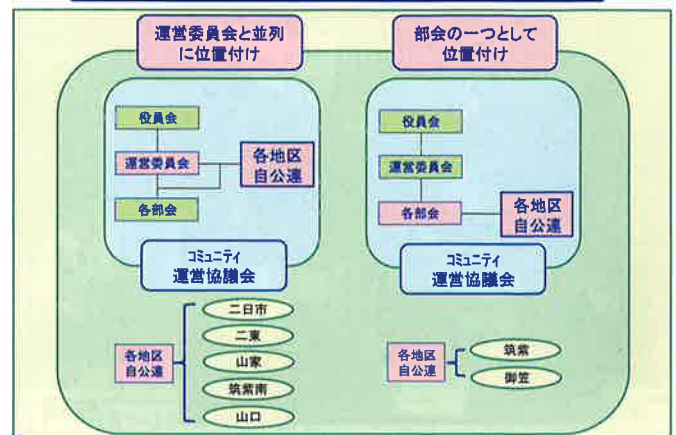 運営委員会と並列
に位置付け
役員会
運営委員会
各部会
各地区
自公連
コミュニティ
運営協議会
各地区
自公連
二日市
二東
山家
筑紫南
山口
部会の一つとして
位置付け
役員会
運営委員会
各部会
各地区
自公連
コミュニティ
運営協議会
各地区
自公連
筑紫
御笠